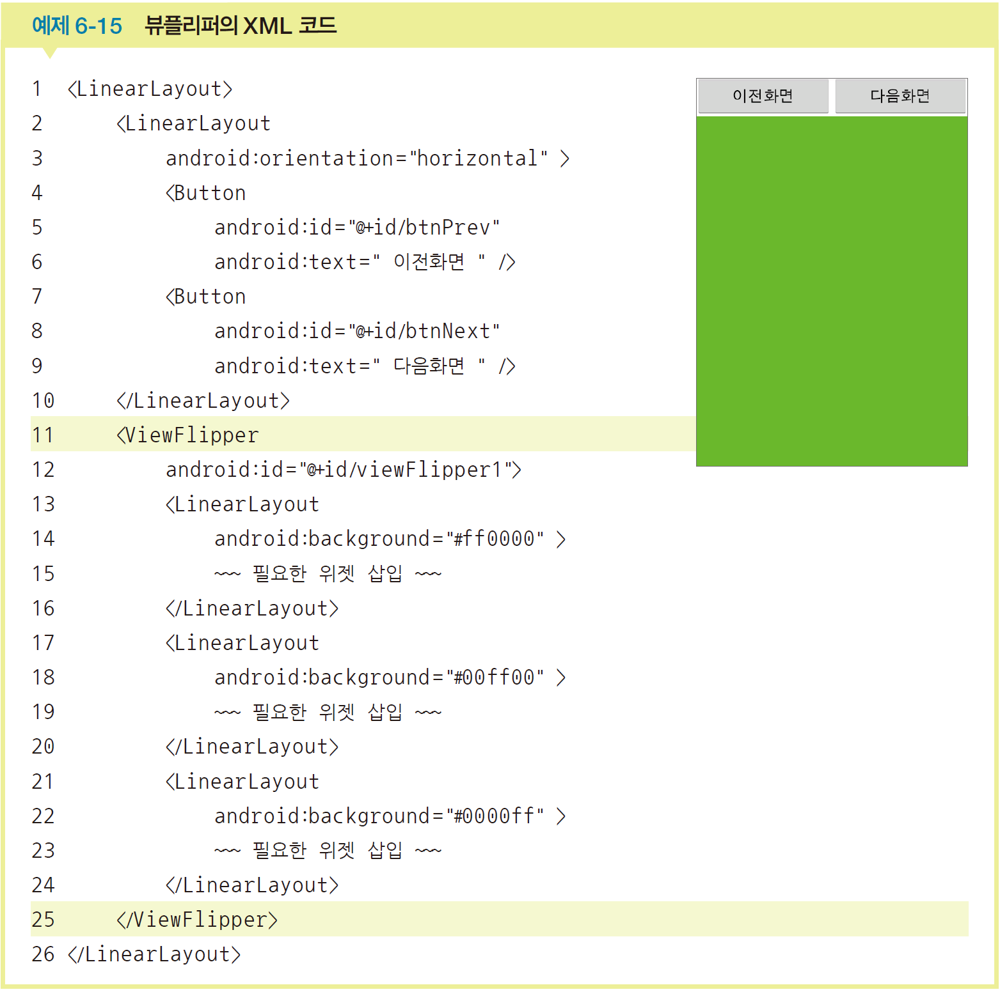 예제 6-15 뷰플리퍼의 XML 코드
1 <LinearLayout>
2 <LinearLayout
3 android:orientation="horizontal" >
4 <Button
5 android:id="@+id/btnPrev"
6 android:text=" 이전화면 " />
7 <Button
8 android:id="@+id/btnNext"
9 android:text=" 다음화면 " />
10 </LinearLayout>
11 <ViewFlipper
12 android:id="@+id/viewFlipper1">
13 <LinearLayout
14 android:background="#ff0000" >
15 ~~~ 필요한 위젯 삽입 ~~~
16 </LinearLayout>
17 <LinearLayout
18 android:background="#00ff00" >
19 ~~~ 필요한 위젯 삽입 ~~~
20 </LinearLayout>
21 <LinearLayout
22 android:background="#0000ff" >
23 ~~~ 필요한 위젯 삽입 ~~~
24 </LinearLayout>
25 </ViewFlipper>
26 </LinearLayout>
이전화면 다음화면